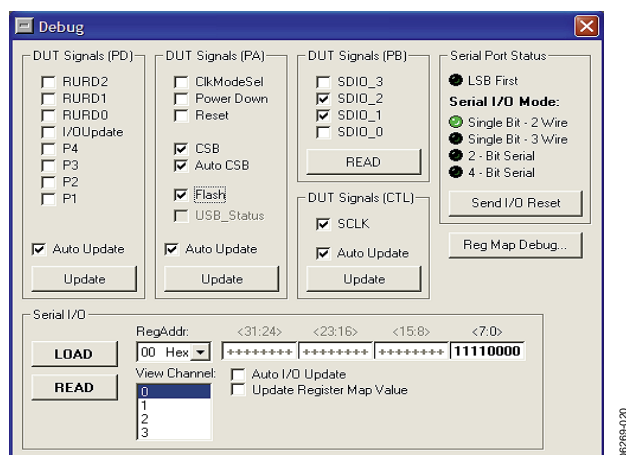 Debug
DUT Signals (PD)
RURD2
RURD1
RURD0
I/OUpdate
P4
P3
P2
P1
Auto Update
Update
DUT Signals (PA)
ClkModeSel
Power Down
Reset
CSB
Auto CSB
Flash
USB_Status
Auto Update
Update
DUT Signals (PB)
SDIO_3
SDIO_2
SDIO_1
SDIO_0
READ
DUT Signals (CTL)
SCLK
Auto Update
Update
Serial Port Status
LSB First
Serial I/O Mode:
Single Bit - 2 Wire
Single Bit - 3 Wire
2 - Bit Serial
4 - Bit Serial
Send I/O Reset
Reg Map Debug...
Serial I/O
LOAD
READ
RegAddr: <31:24> <23:16> <15:8> <7:0>
00 Hex ++++++++ ++++++++ ++++++++ 11110000
View Channel:
0
1
2
3
Auto I/O Update
Update Register Map Value
06269-020